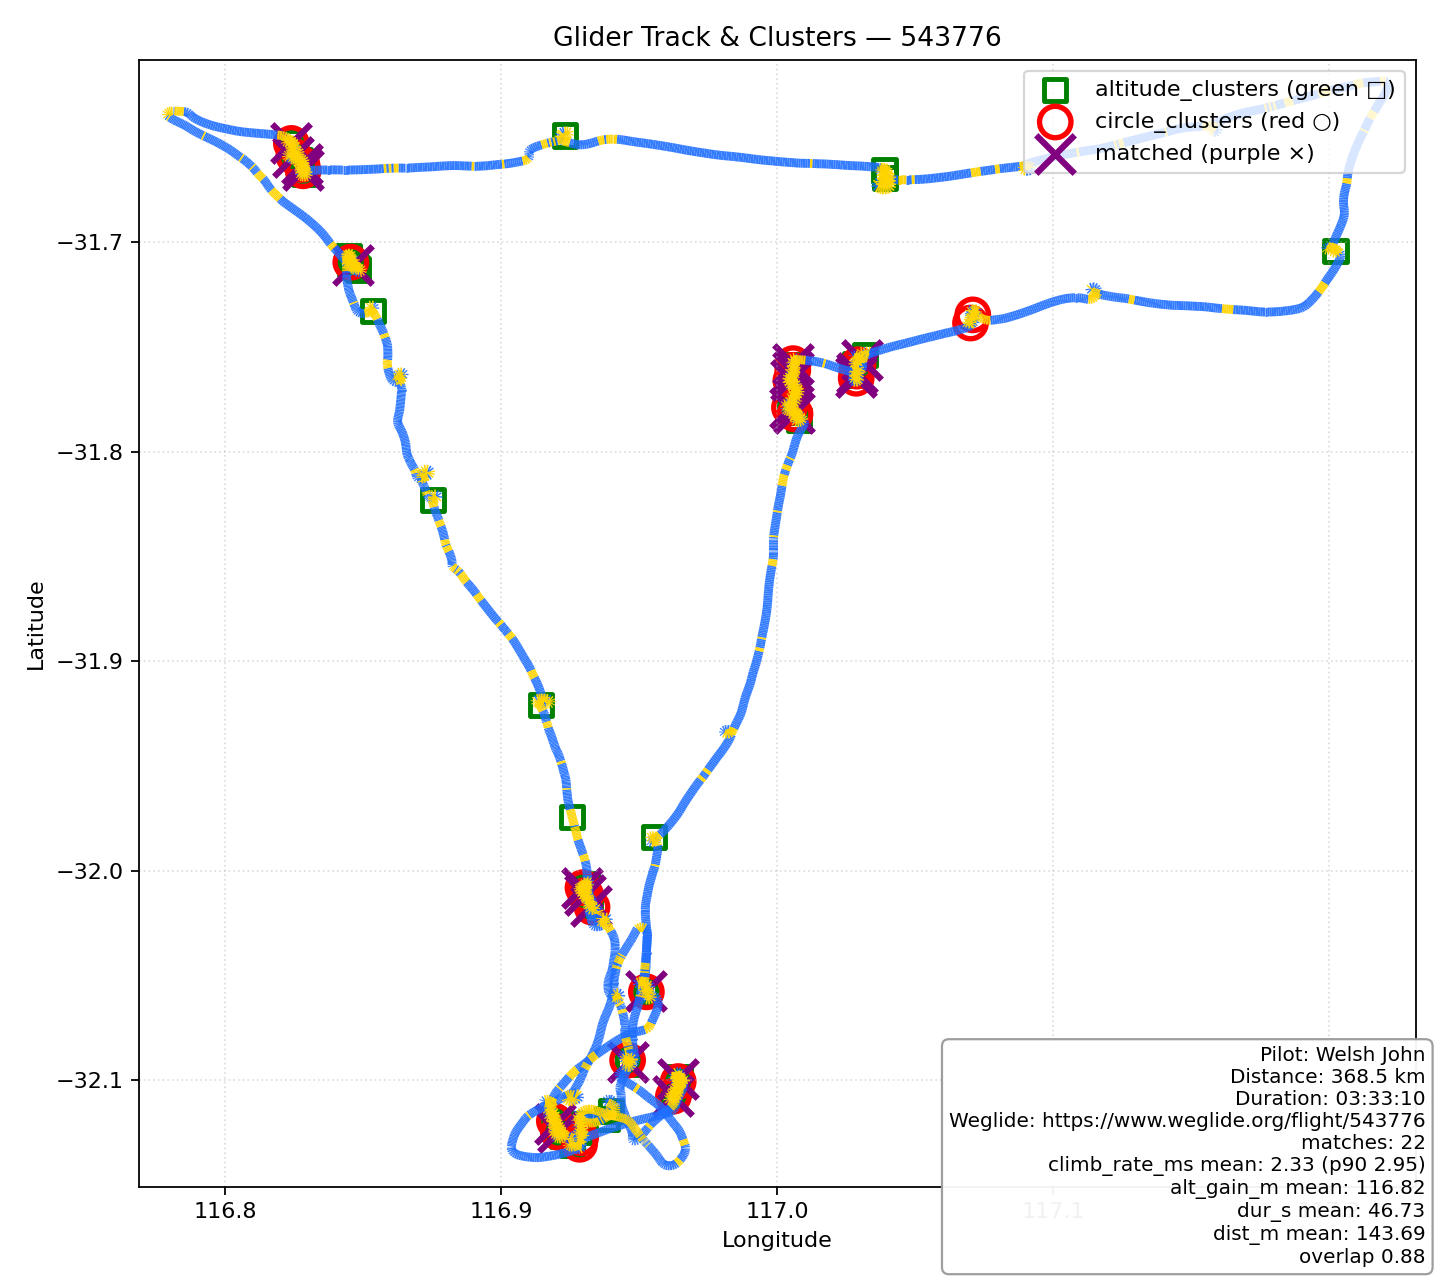 Glider Track & Clusters — 543776
altitude_clusters (green □)
circle_clusters (red ○)
matched (purple ×)
−31.7
−31.8
−31.9
−32.0
−32.1
Latitude
116.8
116.9
117.0
117.1
Longitude
Pilot: Welsh John
Distance: 368.5 km
Duration: 03:33:10
Weglide: https://www.weglide.org/flight/543776
matches: 22
climb_rate_ms mean: 2.33 (p90 2.95)
alt_gain_m mean: 116.82
dur_s mean: 46.73
dist_m mean: 143.69
overlap 0.88